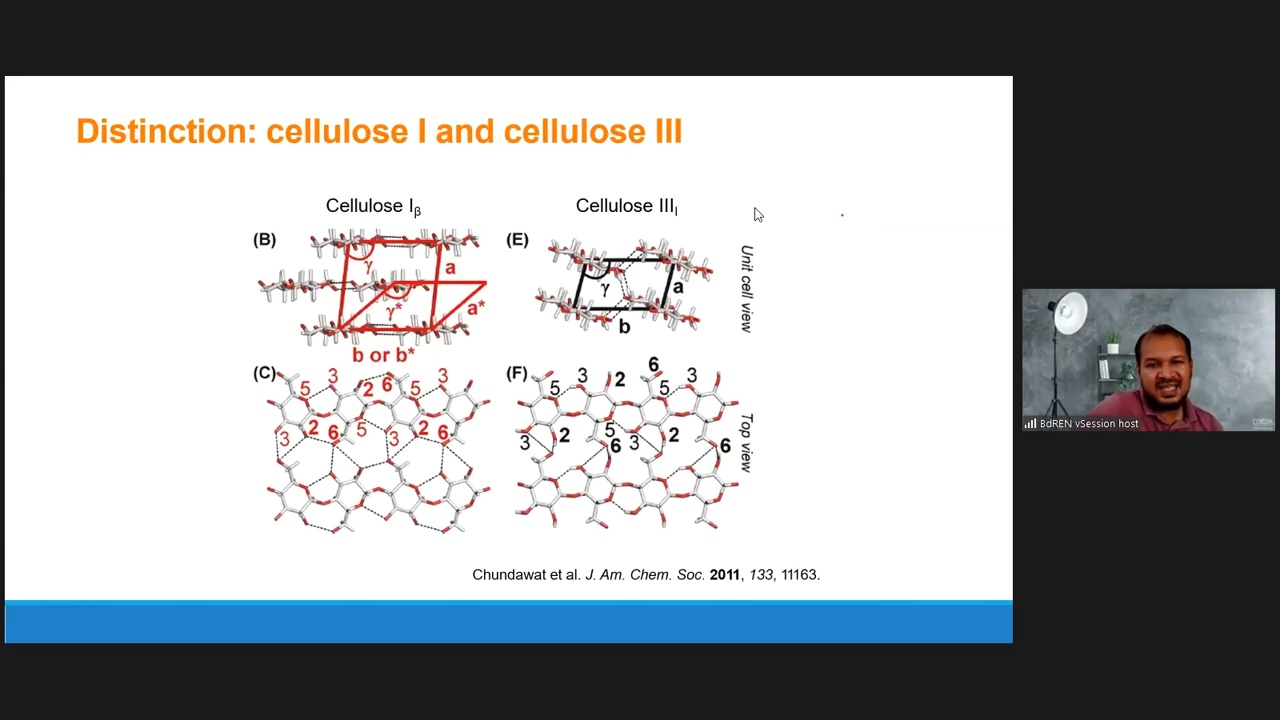 Distinction: cellulose I and cellulose III
Cellulose Iβ
Cellulose IIII
(B)
γ
a
γ*
a*
b or b*
(E)
γ
a
b
Unit cell view
(C)
5 3 2 6 5 3
3 2 6 5 3 2 6
(F)
5 3 2 6 5 3
3 2 5 6 3 2 6
Top view
Chundawat et al. J. Am. Chem. Soc. 2011, 133, 11163.
BdREN vSession host